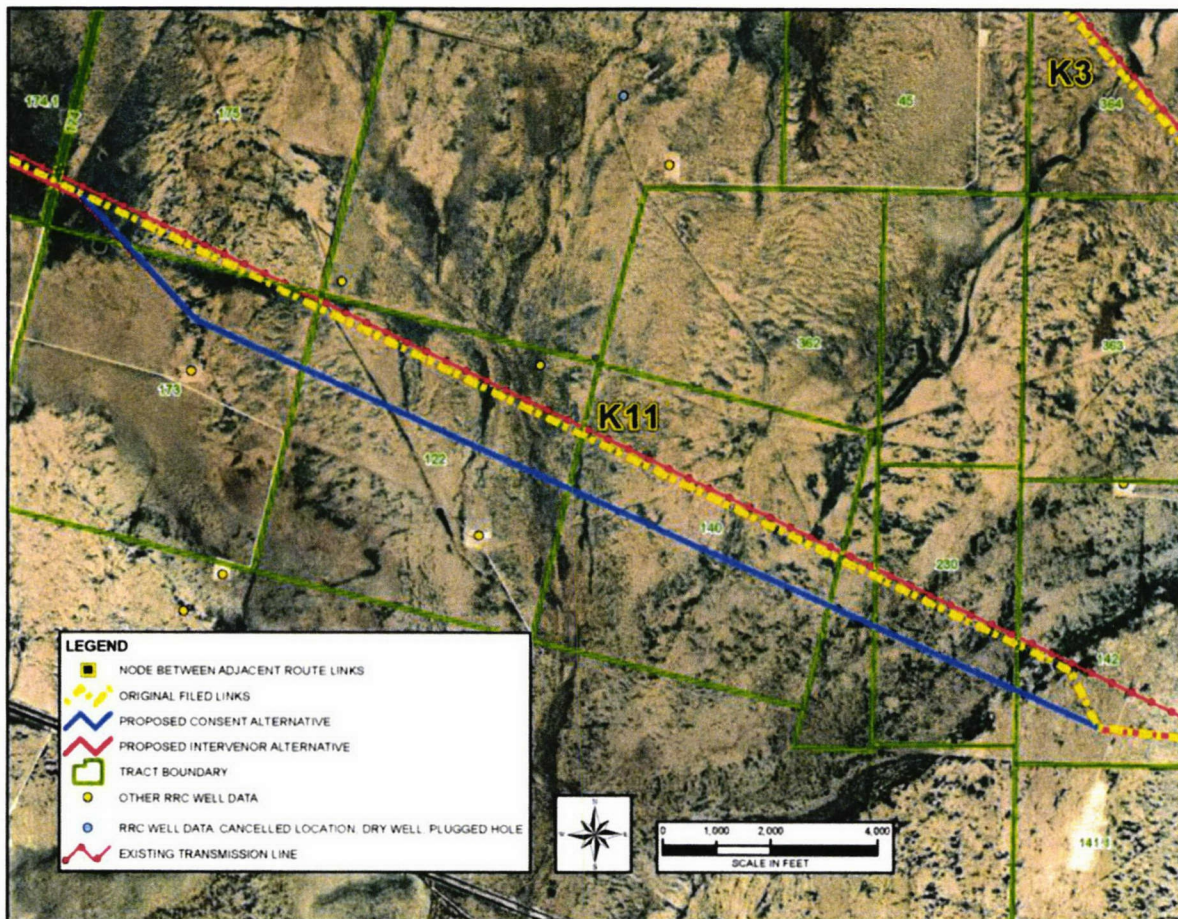 K3
174.1
174
175
45
364
362
363
173
K11
122
140
230
142
141.1
LEGEND
NODE BETWEEN ADJACENT ROUTE LINKS
ORIGINAL FILED LINKS
PROPOSED CONSENT ALTERNATIVE
PROPOSED INTERVENOR ALTERNATIVE
TRACT BOUNDARY
OTHER RRC WELL DATA
RRC WELL DATA: CANCELLED LOCATION, DRY WELL, PLUGGED HOLE
EXISTING TRANSMISSION LINE
N
W E
S
0 1,000 2,000 4,000
SCALE IN FEET